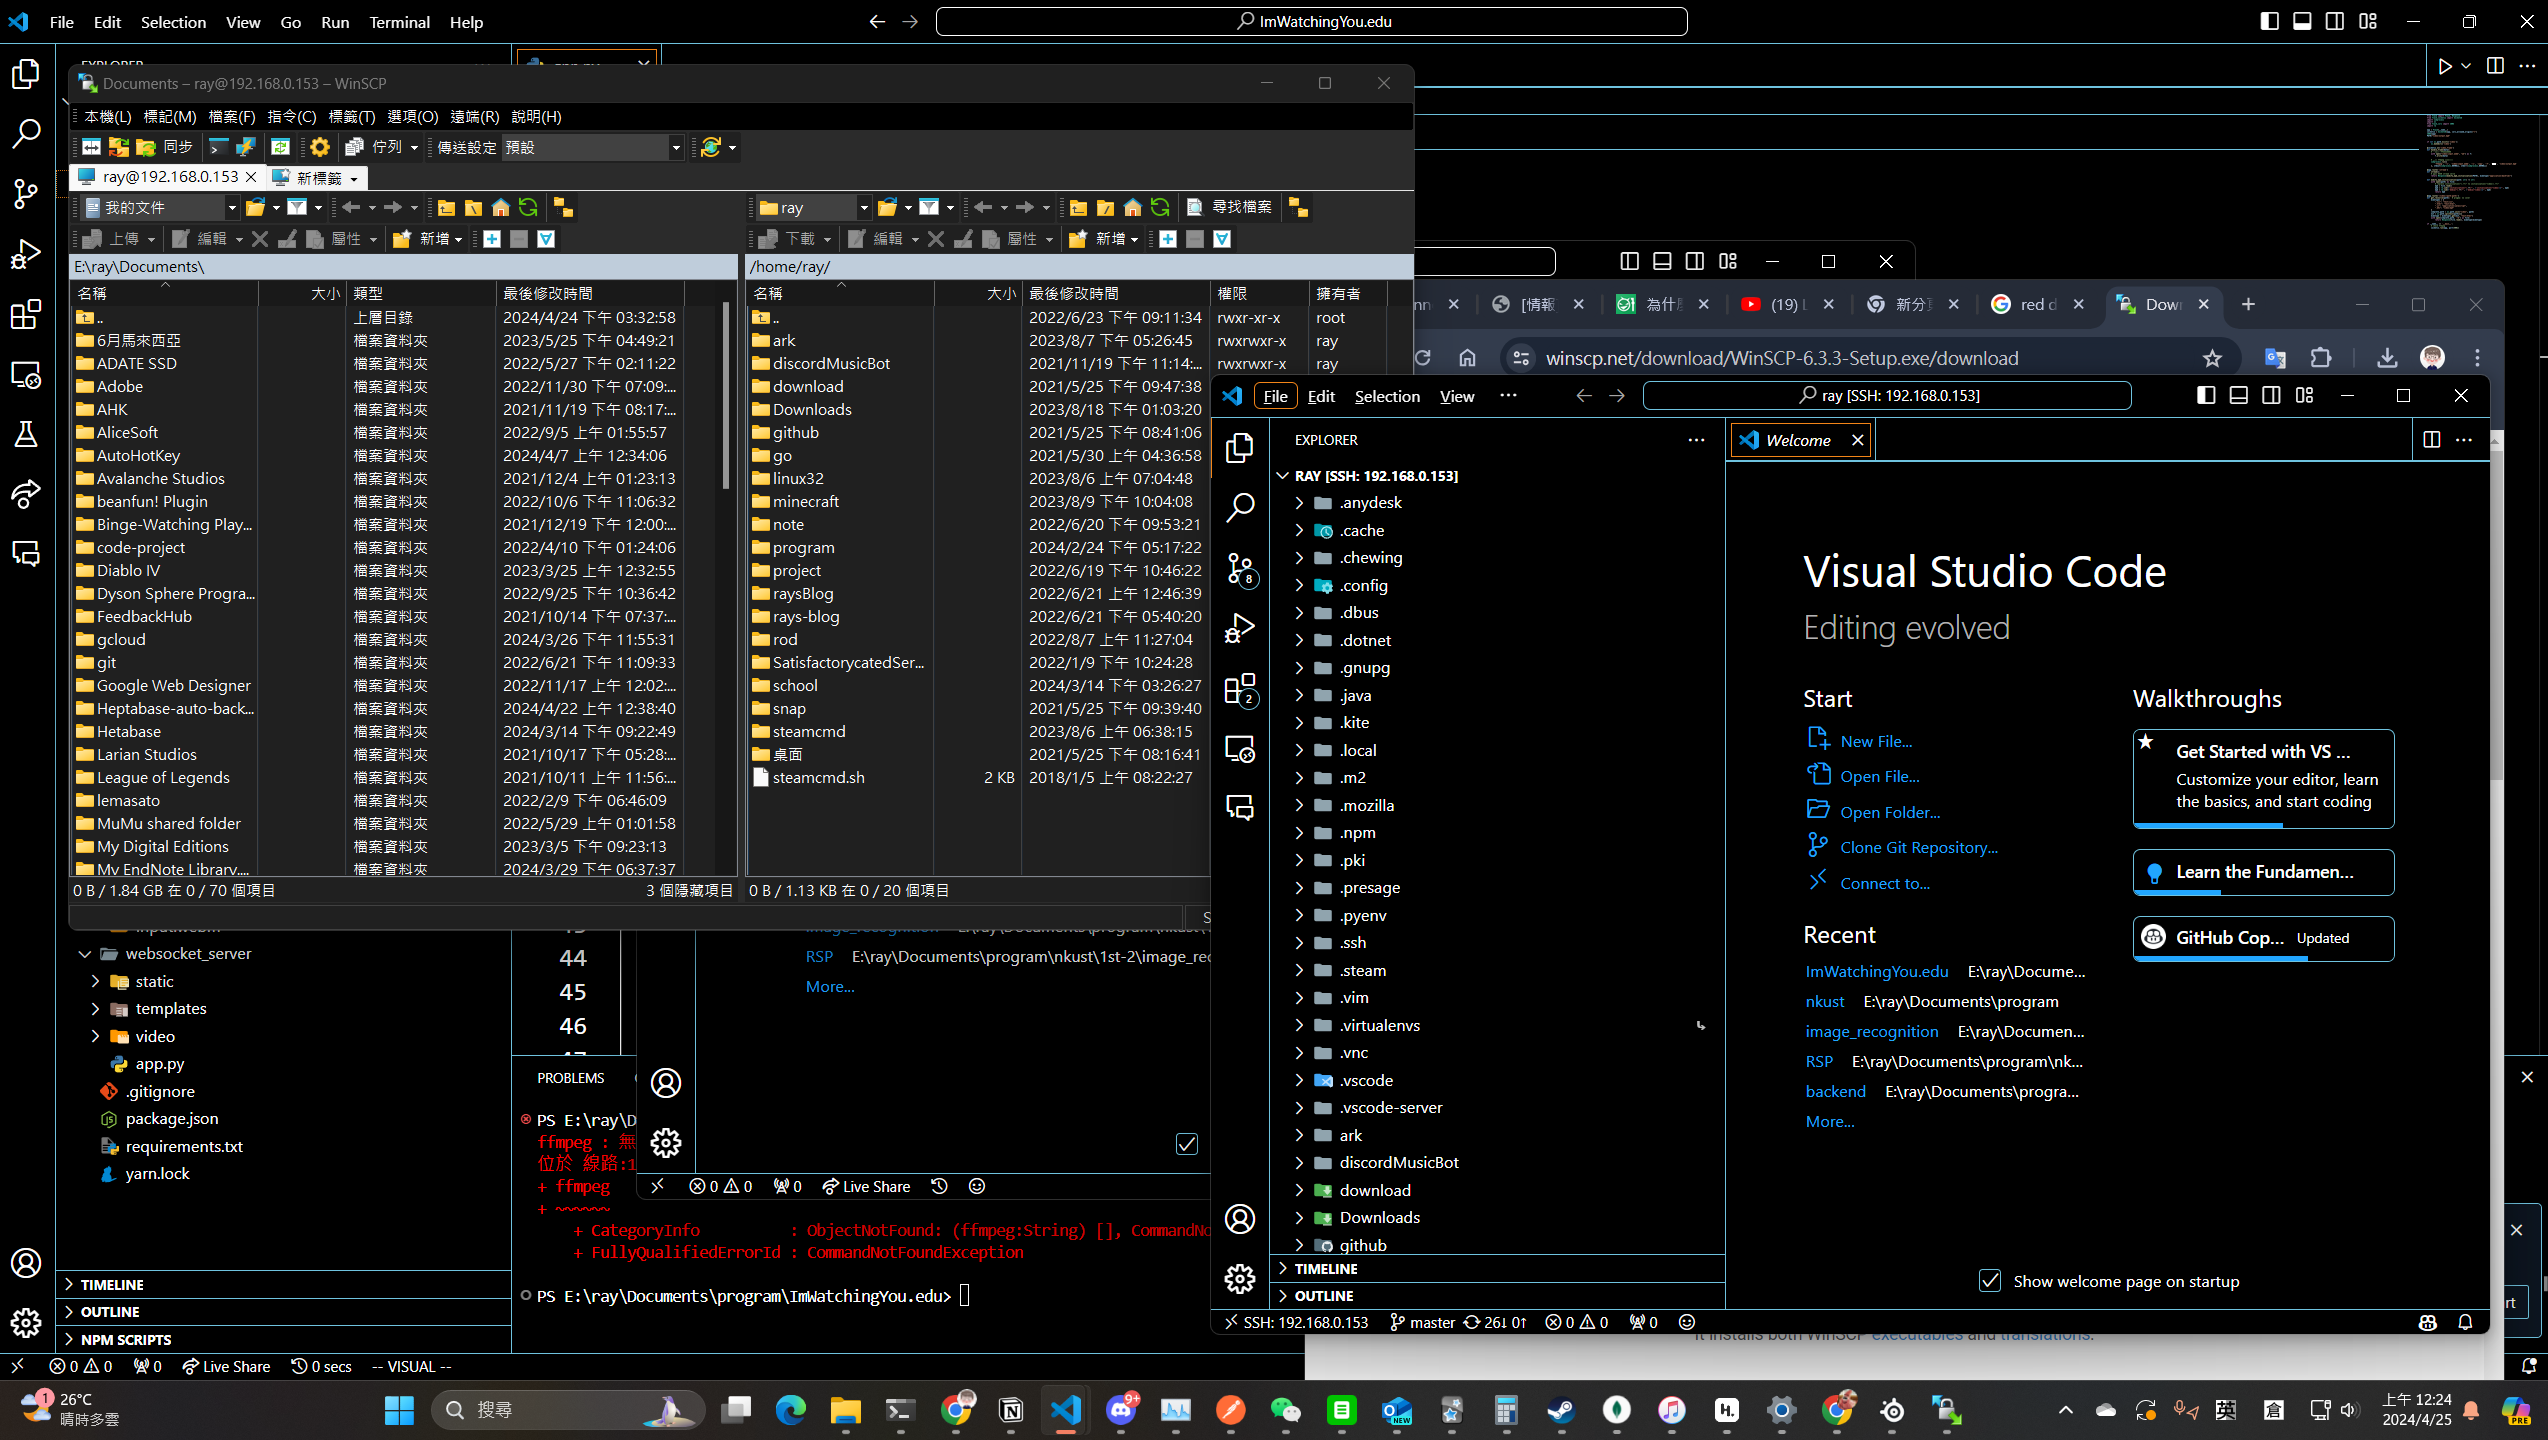 File Edit Selection View Go Run Terminal Help
ImWatchingYou.edu
Documents – ray@192.168.0.153 – WinSCP
本機(L) 標記(M) 檔案(F) 指令(C) 標籤(T) 選項(O) 遠端(R) 說明(H)
同步 佇列 傳送設定 預設
ray@192.168.0.153 新標籤
我的文件
上傳 編輯 屬性 新增
E:\ray\Documents\
名稱 大小 類型 最後修改時間
.. 上層目錄 2024/4/24 下午 03:32:58
6月馬來西亞 檔案資料夾 2023/5/25 下午 04:49:21
ADATE SSD 檔案資料夾 2022/5/27 下午 02:11:22
Adobe 檔案資料夾 2022/11/30 下午 07:09:...
AHK 檔案資料夾 2021/11/19 下午 08:17:...
AliceSoft 檔案資料夾 2022/9/5 上午 01:55:57
AutoHotKey 檔案資料夾 2024/4/7 上午 12:34:06
Avalanche Studios 檔案資料夾 2021/12/4 上午 01:23:13
beanfun! Plugin 檔案資料夾 2022/10/6 下午 11:06:32
Binge-Watching Play... 檔案資料夾 2021/12/19 下午 12:00:...
code-project 檔案資料夾 2022/4/10 下午 01:24:06
Diablo IV 檔案資料夾 2023/3/25 上午 12:32:55
Dyson Sphere Progra... 檔案資料夾 2022/9/25 下午 10:36:42
FeedbackHub 檔案資料夾 2021/10/14 下午 07:37:...
gcloud 檔案資料夾 2024/3/26 下午 11:55:31
git 檔案資料夾 2022/6/21 下午 11:09:33
Google Web Designer 檔案資料夾 2022/11/17 上午 12:02:...
Heptabase-auto-back... 檔案資料夾 2024/4/22 上午 12:38:40
Hetabase 檔案資料夾 2024/3/14 下午 09:22:49
Larian Studios 檔案資料夾 2021/10/17 下午 05:28:...
League of Legends 檔案資料夾 2021/10/11 上午 11:56:...
lemasato 檔案資料夾 2022/2/9 下午 06:46:09
MuMu shared folder 檔案資料夾 2022/5/29 上午 01:01:58
My Digital Editions 檔案資料夾 2023/3/5 下午 09:23:13
My EndNote Library.... 檔案資料夾 2024/3/29 下午 06:37:37
0 B / 1.84 GB 在 0 / 70 個項目 3 個隱藏項目
ray 尋找檔案
下載 編輯 屬性 新增
/home/ray/
名稱 大小 最後修改時間 權限 擁有者
.. 2022/6/23 下午 09:11:34 rwxr-xr-x root
ark 2023/8/7 下午 05:26:45 rwxrwxr-x ray
discordMusicBot 2021/11/19 下午 11:14:... rwxrwxr-x ray
download 2021/5/25 下午 09:47:38
Downloads 2023/8/18 下午 01:03:20
github 2021/5/25 下午 08:41:06
go 2021/5/30 上午 04:36:58
linux32 2023/8/6 上午 07:04:48
minecraft 2023/8/9 下午 10:04:08
note 2022/6/20 下午 09:53:21
program 2024/2/24 下午 05:17:22
project 2022/6/19 下午 10:46:22
raysBlog 2022/6/21 上午 12:46:39
rays-blog 2022/6/21 下午 05:40:20
rod 2022/8/7 上午 11:27:04
SatisfactorycatedSer... 2022/1/9 下午 10:24:28
school 2024/3/14 下午 03:26:27
snap 2021/5/25 下午 09:39:40
steamcmd 2023/8/6 上午 06:38:15
桌面 2021/5/25 下午 08:16:41
steamcmd.sh 2 KB 2018/1/5 上午 08:22:27
0 B / 1.13 KB 在 0 / 20 個項目
[情報 為什 (19) L 新分 red d Down
winscp.net/download/WinSCP-6.3.3-Setup.exe/download
File Edit Selection View ···
ray [SSH: 192.168.0.153]
EXPLORER
RAY [SSH: 192.168.0.153]
.anydesk
.cache
.chewing
.config
.dbus
.dotnet
.gnupg
.java
.kite
.local
.m2
.mozilla
.npm
.pki
.presage
.pyenv
.ssh
.steam
.vim
.virtualenvs
.vnc
.vscode
.vscode-server
ark
discordMusicBot
download
Downloads
github
TIMELINE
OUTLINE
8
2
Welcome
Visual Studio Code
Editing evolved
Start
New File...
Open File...
Open Folder...
Clone Git Repository...
Connect to...
Recent
ImWatchingYou.edu E:\ray\Docume...
nkust E:\ray\Documents\program
image_recognition E:\ray\Documen...
RSP E:\ray\Documents\program\nk...
backend E:\ray\Documents\progra...
More...
Walkthroughs
Get Started with VS ...
Customize your editor, learn
the basics, and start coding
Learn the Fundamen...
GitHub Cop... Updated
Show welcome page on startup
SSH: 192.168.0.153 master 26↓ 0↑ 0 0 0
It installs both WinSCP executables and translations.
websocket_server
static
templates
video
app.py
.gitignore
package.json
requirements.txt
yarn.lock
TIMELINE
OUTLINE
NPM SCRIPTS
44
45
46
RSP E:\ray\Documents\program\nkust\1st-2\image_rec
More...
0 0 0 Live Share
PROBLEMS
PS E:\ray\D
ffmpeg : 無
位於 線路:1
+ ffmpeg
+ ~~~~~~
+ CategoryInfo : ObjectNotFound: (ffmpeg:String) [], CommandNo
+ FullyQualifiedErrorId : CommandNotFoundException
PS E:\ray\Documents\program\ImWatchingYou.edu>
0 0 0 Live Share 0 secs -- VISUAL --
1
26°C
晴時多雲
搜尋
9+
NEW
英
倉
上午 12:24
2024/4/25
PRE